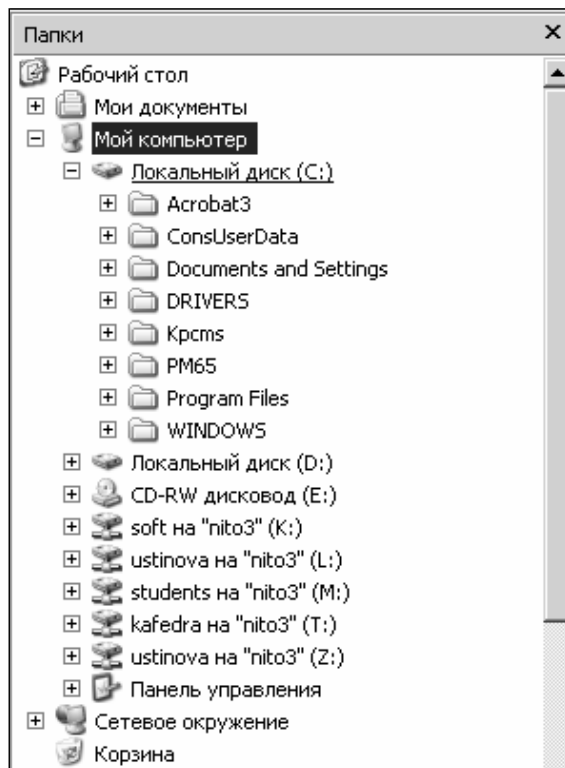 Папки
Рабочий стол
Мои документы
Мой компьютер
Локальный диск (C:)
Acrobat3
ConsUserData
Documents and Settings
DRIVERS
Kpcms
PM65
Program Files
WINDOWS
Локальный диск (D:)
CD-RW дисковод (E:)
soft на "nito3" (K:)
ustinova на "nito3" (L:)
students на "nito3" (M:)
kafedra на "nito3" (T:)
ustinova на "nito3" (Z:)
Панель управления
Сетевое окружение
Корзина